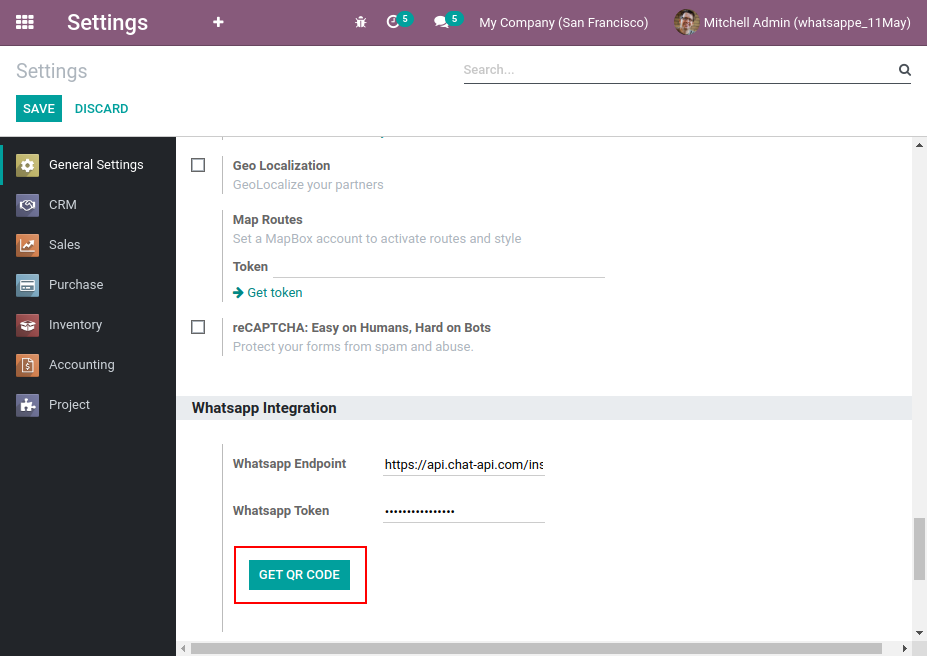 Settings
5
5
My Company (San Francisco)
Mitchell Admin (whatsappe_11May)
Settings
Search...
SAVE
DISCARD
General Settings
CRM
Sales
Purchase
Inventory
Accounting
Project
Geo Localization
GeoLocalize your partners
Map Routes
Set a MapBox account to activate routes and style
Token
Get token
reCAPTCHA: Easy on Humans, Hard on Bots
Protect your forms from spam and abuse.
Whatsapp Integration
Whatsapp Endpoint
https://api.chat-api.com/ins
Whatsapp Token
••••••••••••••••
GET QR CODE